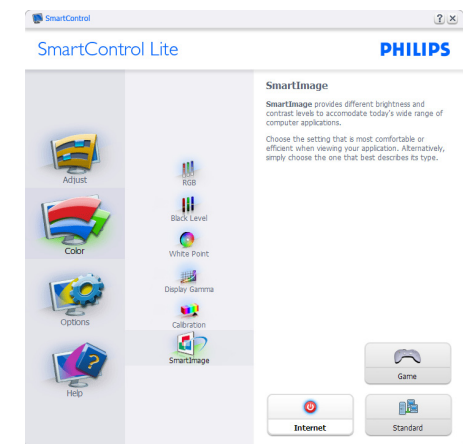 SmartControl
SmartControl Lite
PHILIPS
Adjust
Color
Options
Help
RGB
Black Level
White Point
Display Gamma
Calibration
SmartImage
SmartImage
SmartImage provides different brightness and
contrast levels to accomodate today's wide range of
computer applications.
Choose the setting that is most comfortable or
efficient when viewing your application. Alternatively,
simply choose the one that best describes its type.
Game
Internet
Standard